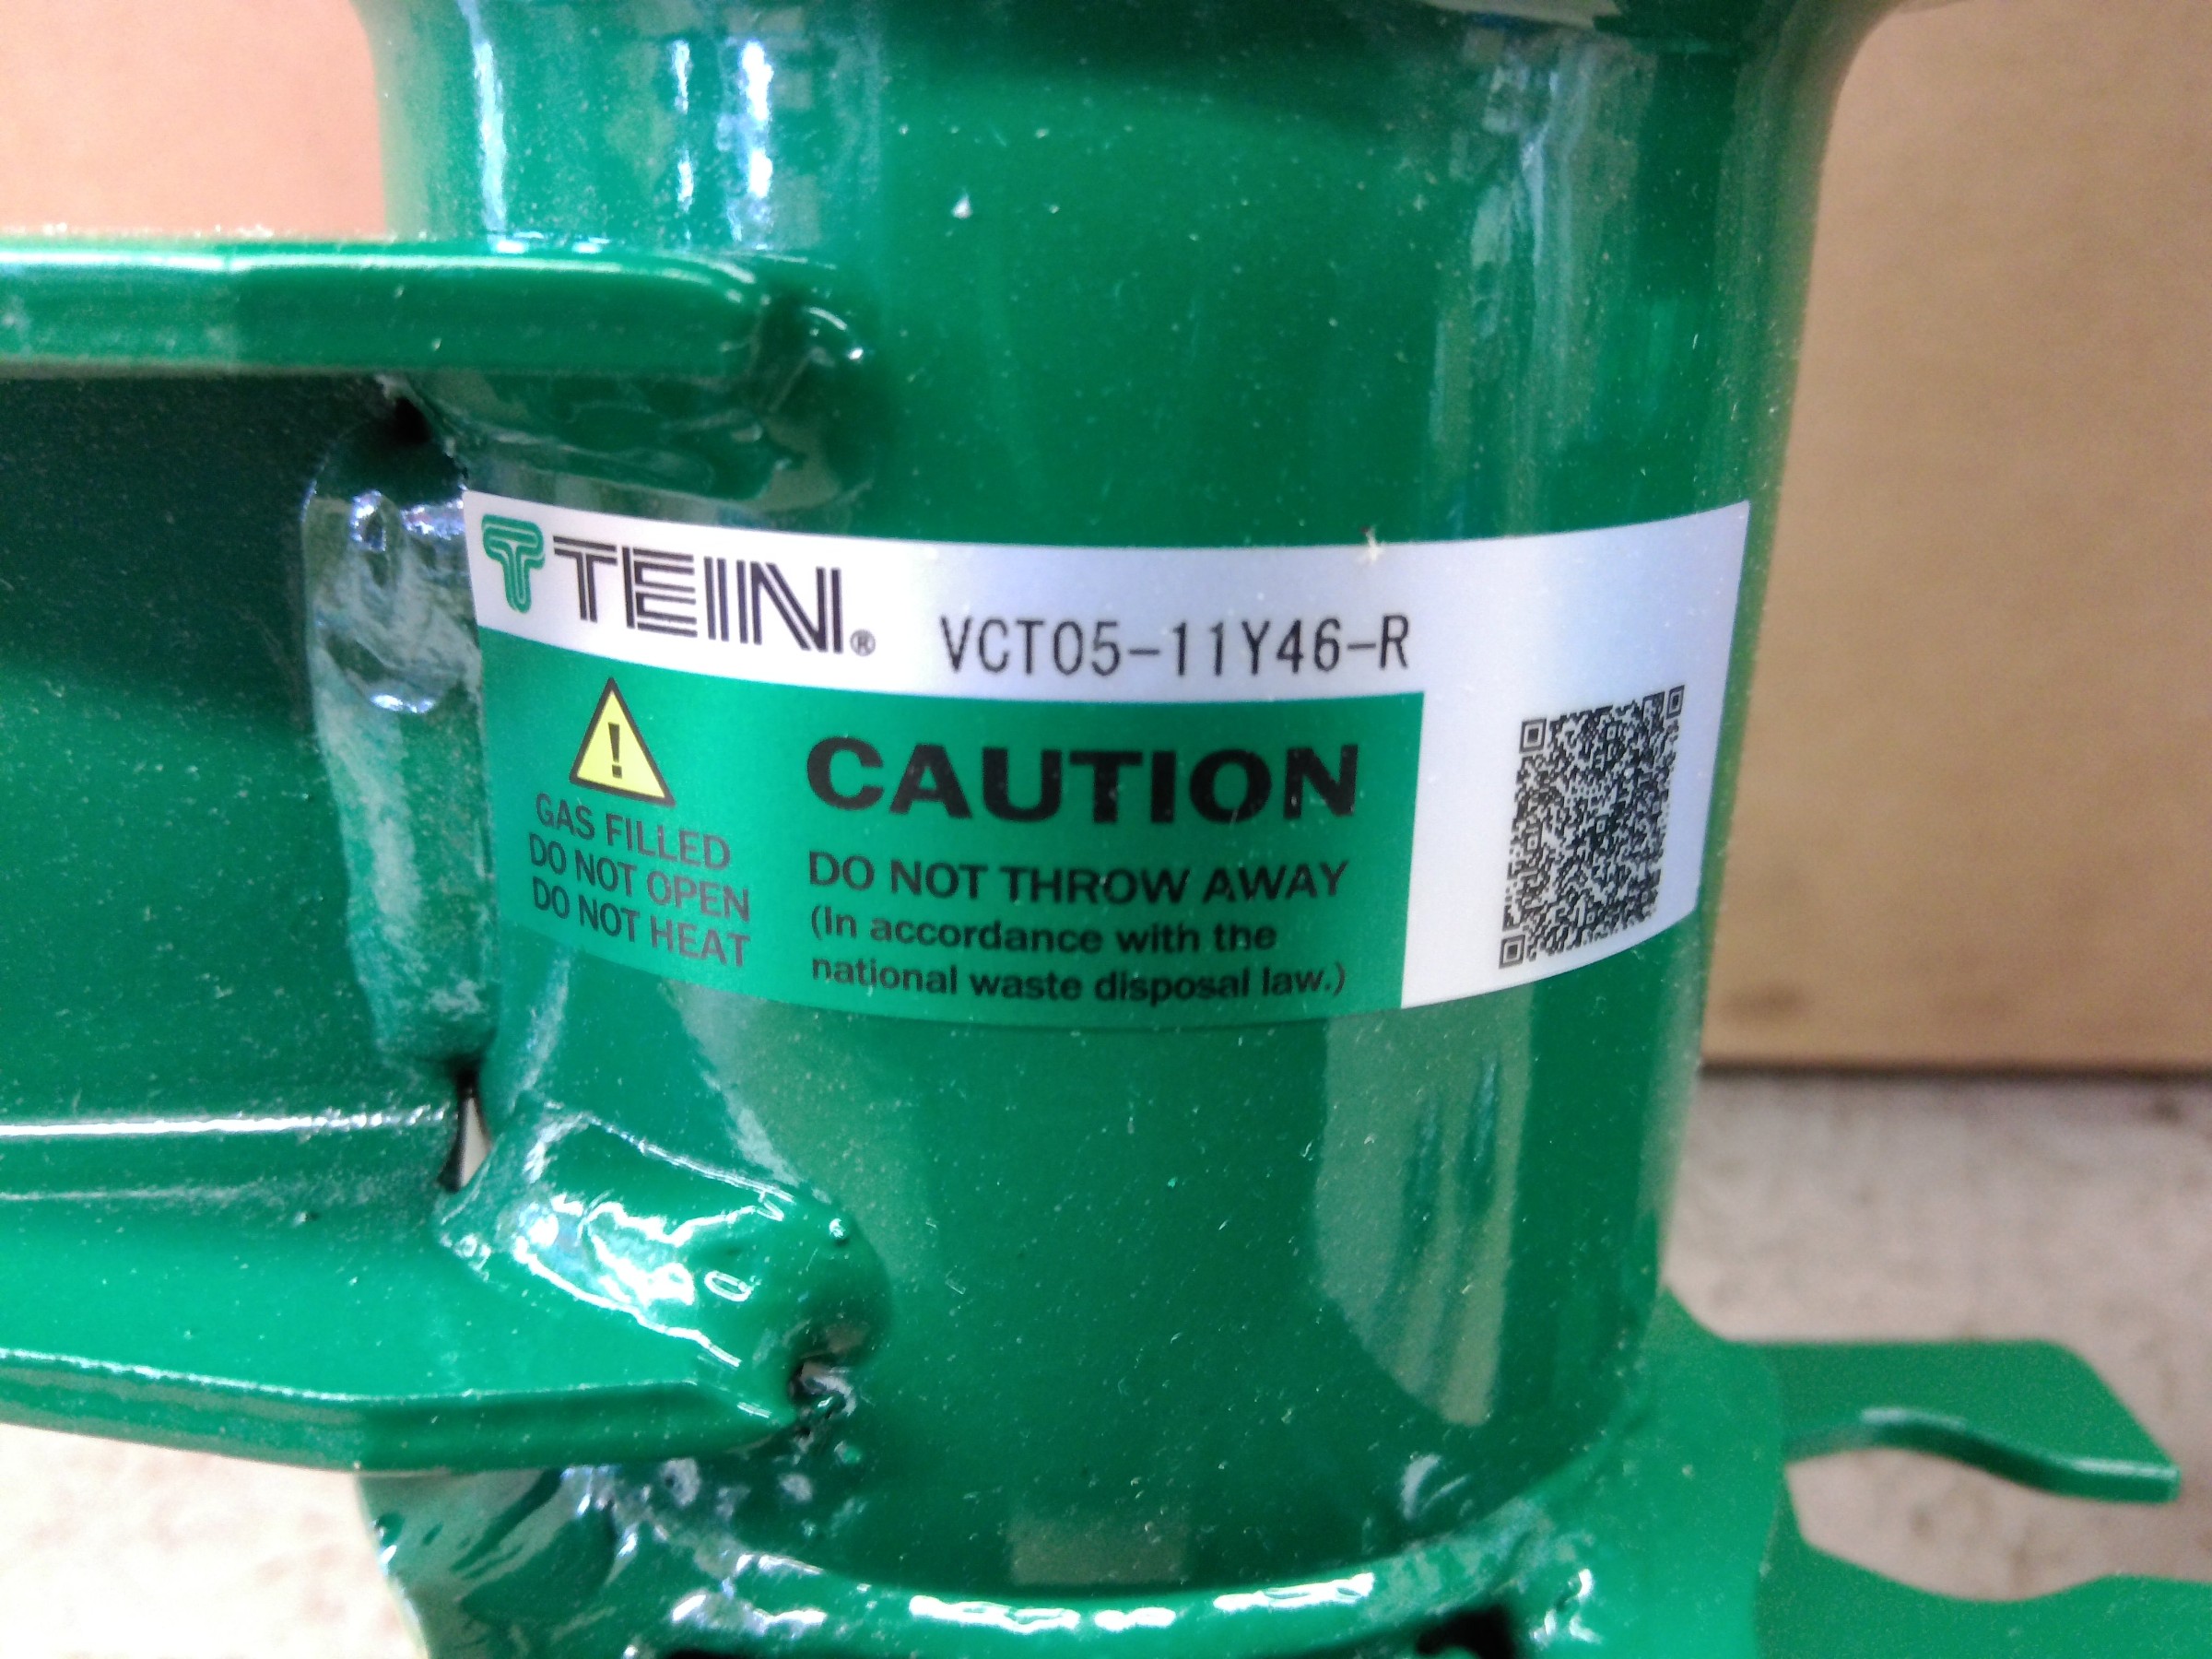 TEIN® VCT05-11Y46-R
GAS FILLED
DO NOT OPEN
DO NOT HEAT
CAUTION
DO NOT THROW AWAY
(In accordance with the
national waste disposal law.)